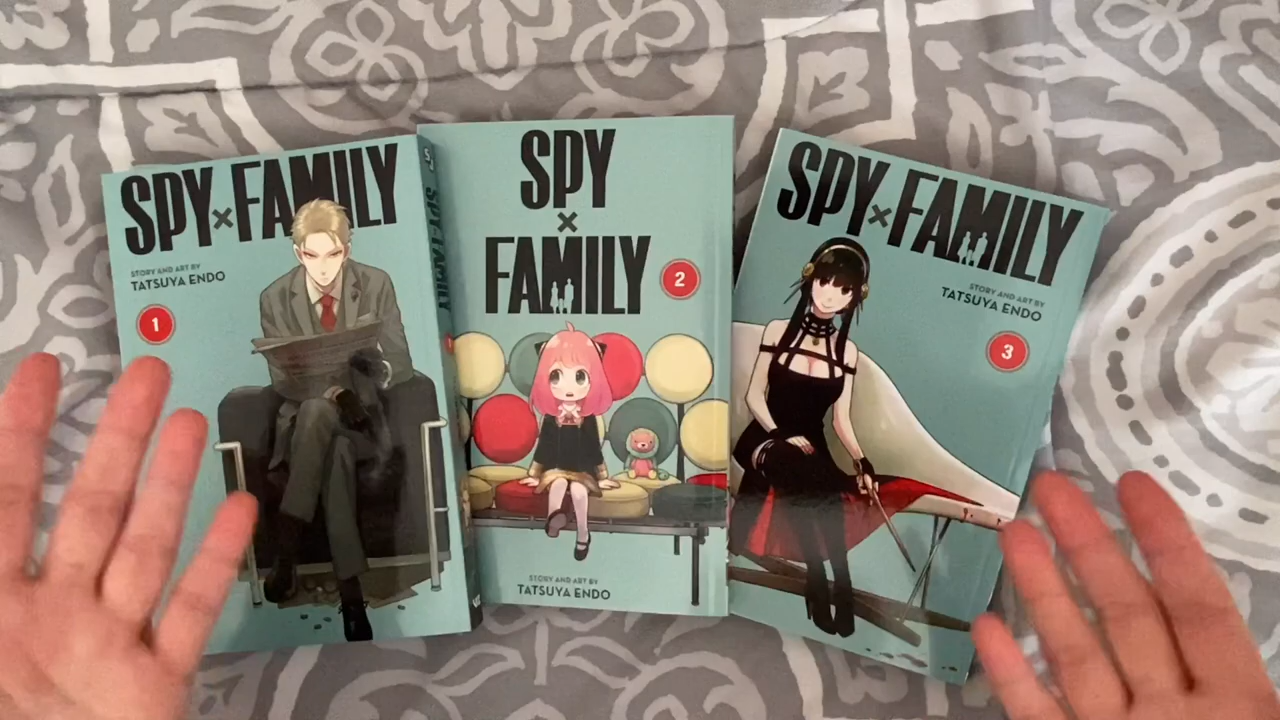 SPY×FAMILY
STORY AND ART BY
TATSUYA ENDO
1
SPY×FAMILY
SPY
×
FAMILY
2
STORY AND ART BY
TATSUYA ENDO
SPY×FAMILY
STORY AND ART BY
TATSUYA ENDO
3